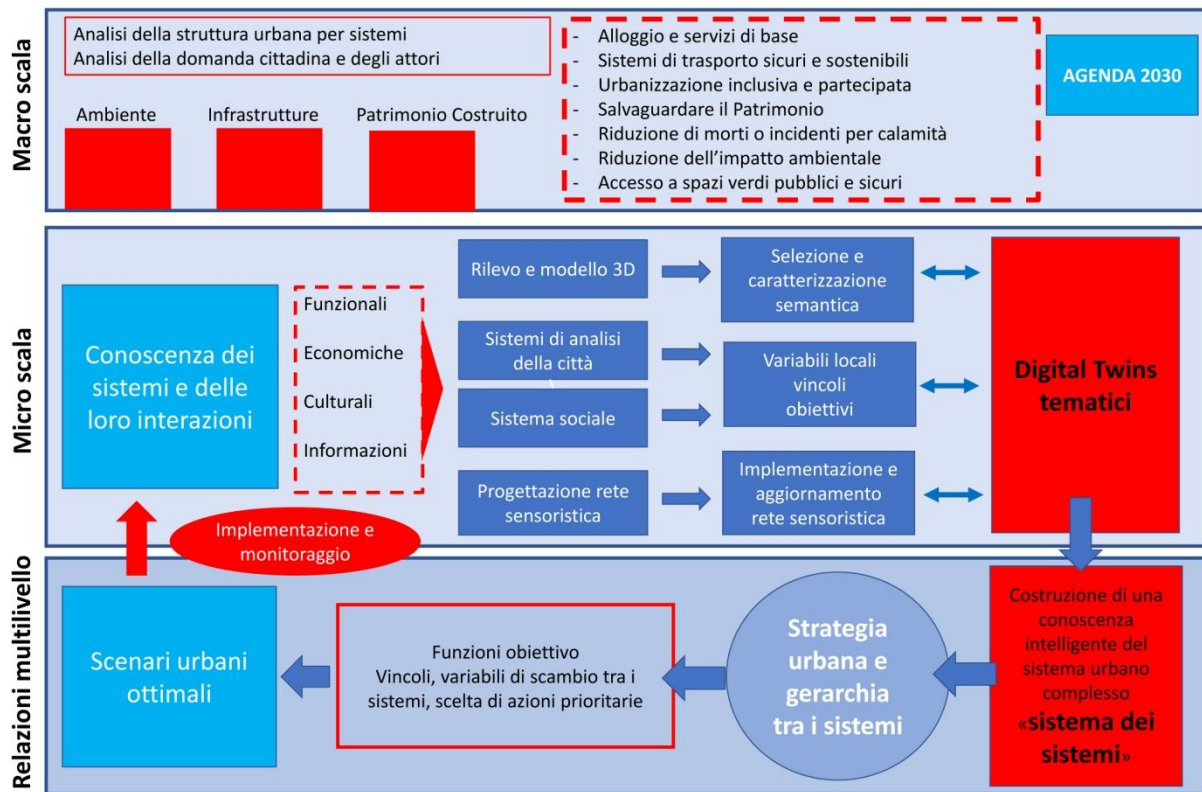 Macro scala
Analisi della struttura urbana per sistemi
Analisi della domanda cittadina e degli attori
Ambiente
Infrastrutture
Patrimonio Costruito
- Alloggio e servizi di base
- Sistemi di trasporto sicuri e sostenibili
- Urbanizzazione inclusiva e partecipata
- Salvaguardare il Patrimonio
- Riduzione di morti o incidenti per calamità
- Riduzione dell’impatto ambientale
- Accesso a spazi verdi pubblici e sicuri
AGENDA 2030
Micro scala
Conoscenza dei
sistemi e delle
loro interazioni
Funzionali
Economiche
Culturali
Informazioni
Rilevo e modello 3D
Sistemi di analisi
della città
Sistema sociale
Progettazione rete
sensoristica
Selezione e
caratterizzazione
semantica
Variabili locali
vincoli
obiettivi
Implementazione e
aggiornamento
rete sensoristica
Digital Twins
tematici
Implementazione e
monitoraggio
Relazioni multilivello
Scenari urbani
ottimali
Funzioni obiettivo
Vincoli, variabili di scambio tra i
sistemi, scelta di azioni prioritarie
Strategia
urbana e
gerarchia
tra i sistemi
Costruzione di una
conoscenza
intelligente del
sistema urbano
complesso
«sistema dei
sistemi»